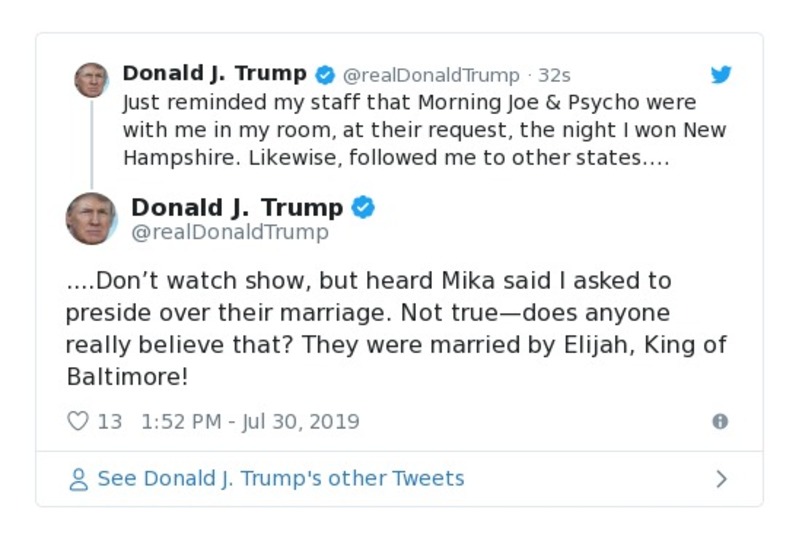 Donald J. Trump @realDonaldTrump · 32s
Just reminded my staff that Morning Joe & Psycho were
with me in my room, at their request, the night I won New
Hampshire. Likewise, followed me to other states....
Donald J. Trump
@realDonaldTrump
....Don’t watch show, but heard Mika said I asked to
preside over their marriage. Not true—does anyone
really believe that? They were married by Elijah, King of
Baltimore!
13 1:52 PM - Jul 30, 2019
See Donald J. Trump's other Tweets